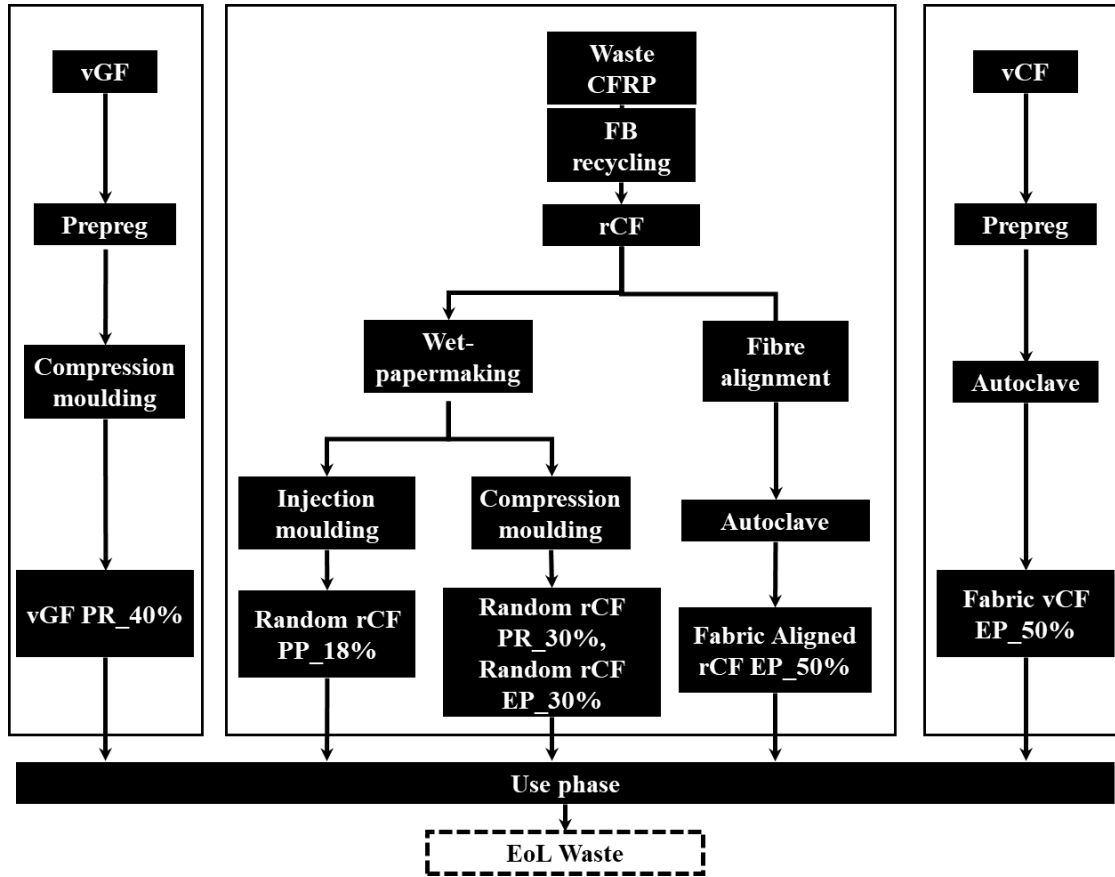 vGF
Prepreg
Compression
moulding
vGF PR_40%
Waste
CFRP
FB
recycling
rCF
Wet-
papermaking
Fibre
alignment
Injection
moulding
Compression
moulding
Autoclave
Random rCF
PP_18%
Random rCF
PR_30%,
Random rCF
EP_30%
Fabric Aligned
rCF EP_50%
vCF
Prepreg
Autoclave
Fabric vCF
EP_50%
Use phase
EoL Waste